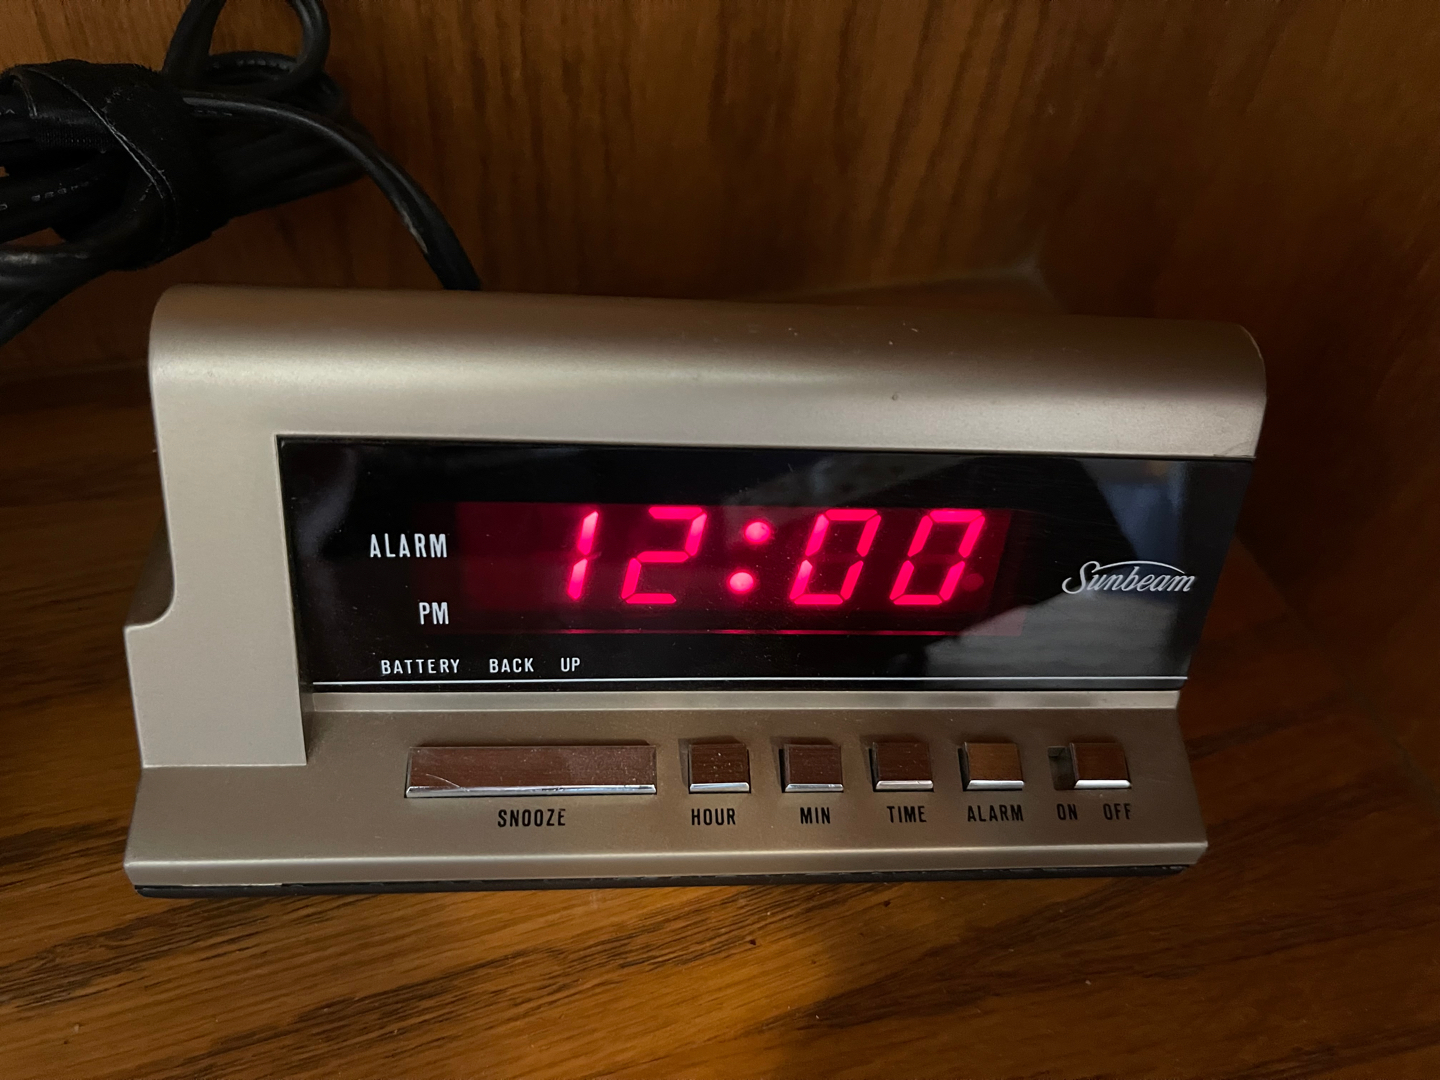 ALARM
12:00
Sunbeam
PM
BATTERY BACK UP
SNOOZE HOUR MIN TIME ALARM ON OFF